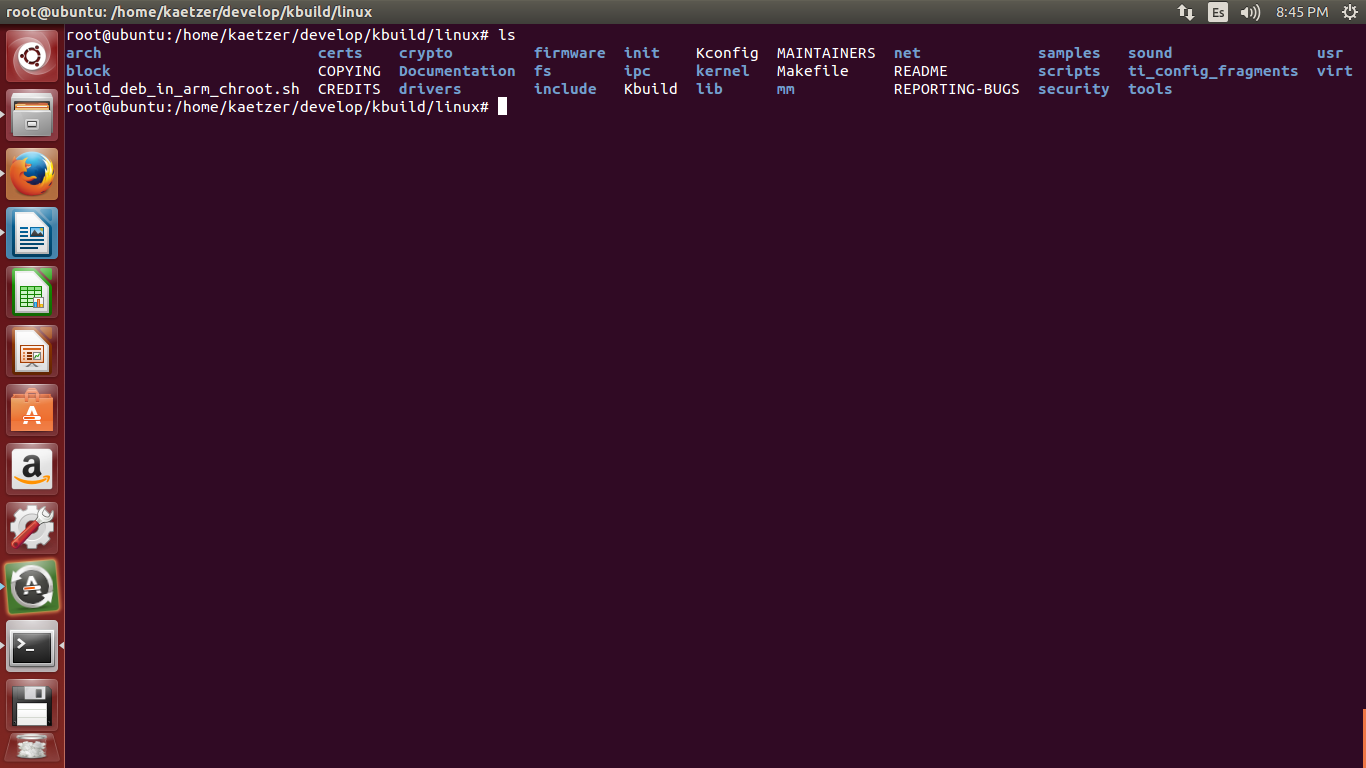 root@ubuntu: /home/kaetzer/develop/kbuild/linux
Es 8:45 PM
root@ubuntu:/home/kaetzer/develop/kbuild/linux# ls
arch certs crypto firmware init Kconfig MAINTAINERS net samples sound usr
block COPYING Documentation fs ipc kernel Makefile README scripts ti_config_fragments virt
build_deb_in_arm_chroot.sh CREDITS drivers include Kbuild lib mm REPORTING-BUGS security tools
root@ubuntu:/home/kaetzer/develop/kbuild/linux#